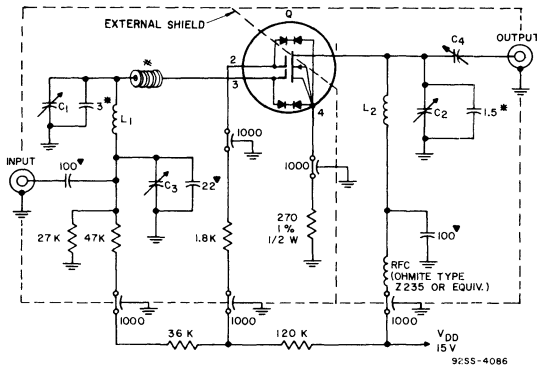 EXTERNAL SHIELD
Q
*
C4
OUTPUT
2
3
4
C1
3*
L1
L2
C2
1.5*
1000
1000
INPUT
100▼
C3
22▼
27 K
47K
1.8K
270
1%
1/2 W
100▼
RFC
(OHMITE TYPE
Z235 OR EQUIV.)
1000
1000
1000
36 K
120 K
VDD
15 V
92SS-4086